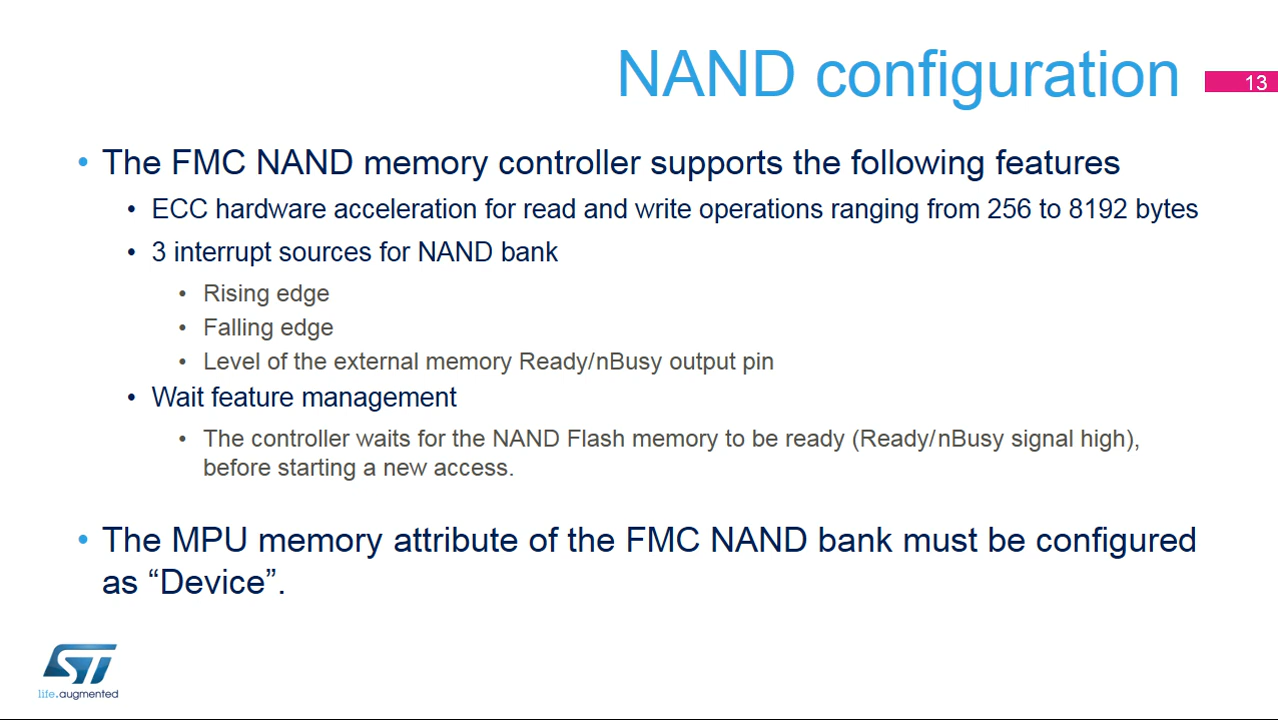 NAND configuration
13
• The FMC NAND memory controller supports the following features
• ECC hardware acceleration for read and write operations ranging from 256 to 8192 bytes
• 3 interrupt sources for NAND bank
• Rising edge
• Falling edge
• Level of the external memory Ready/nBusy output pin
• Wait feature management
• The controller waits for the NAND Flash memory to be ready (Ready/nBusy signal high),
before starting a new access.
• The MPU memory attribute of the FMC NAND bank must be configured
as “Device”.
ST
life.augmented